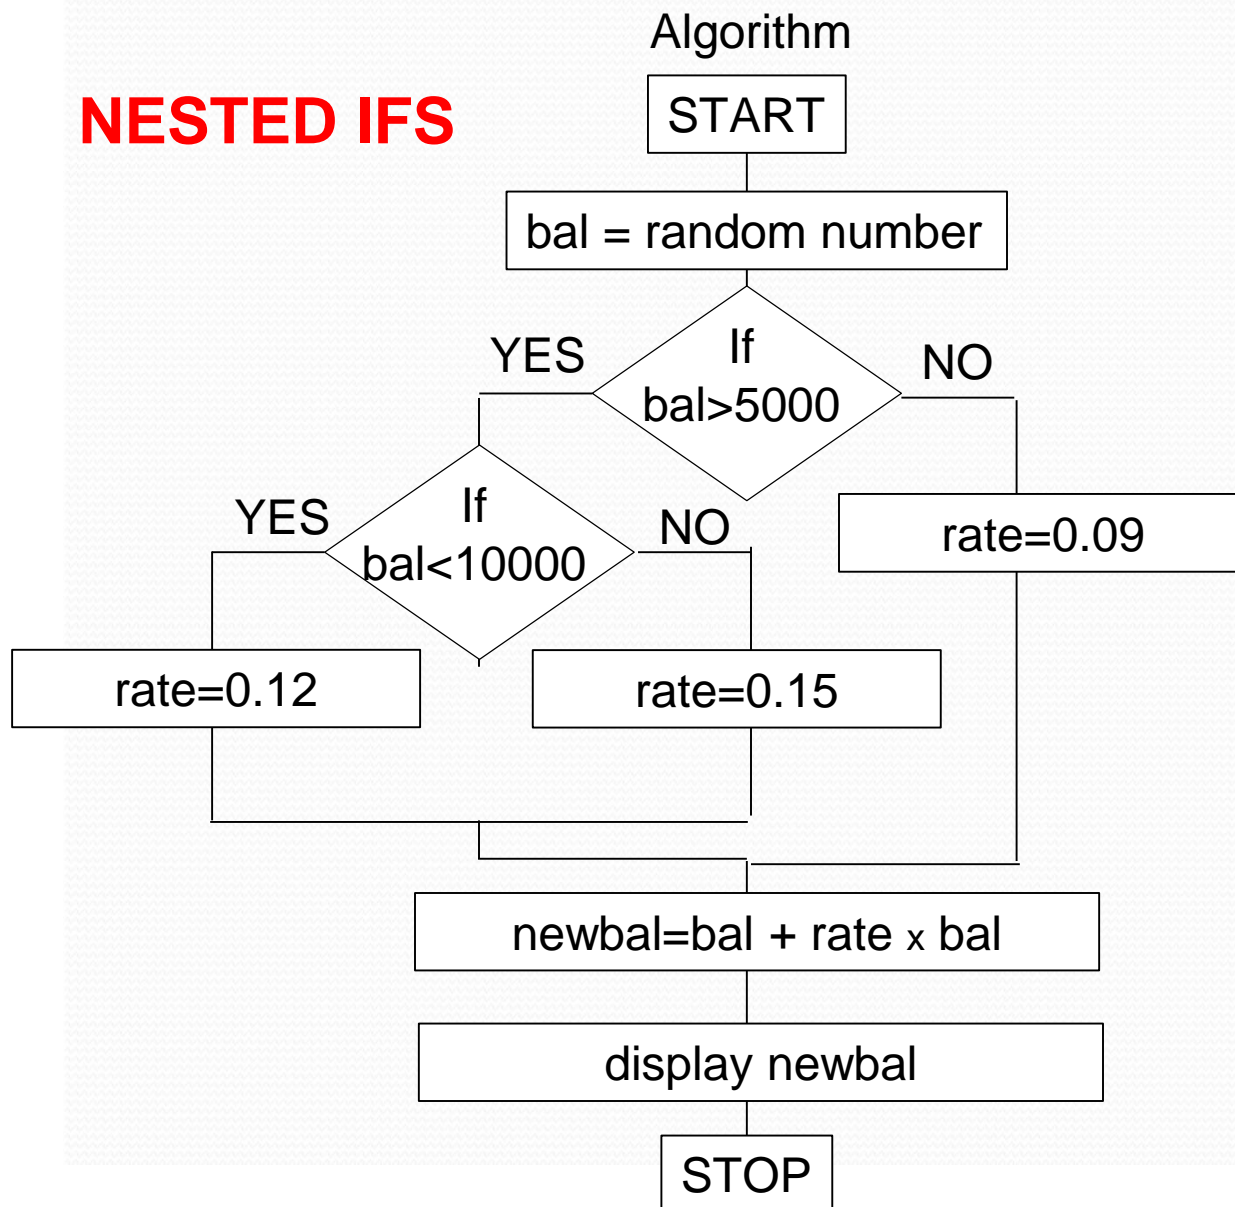 Algorithm
NESTED IFS
START
bal = random number
If
bal>5000
YES
NO
If
bal<10000
YES
NO
rate=0.09
rate=0.12
rate=0.15
newbal=bal + rate x bal
display newbal
STOP